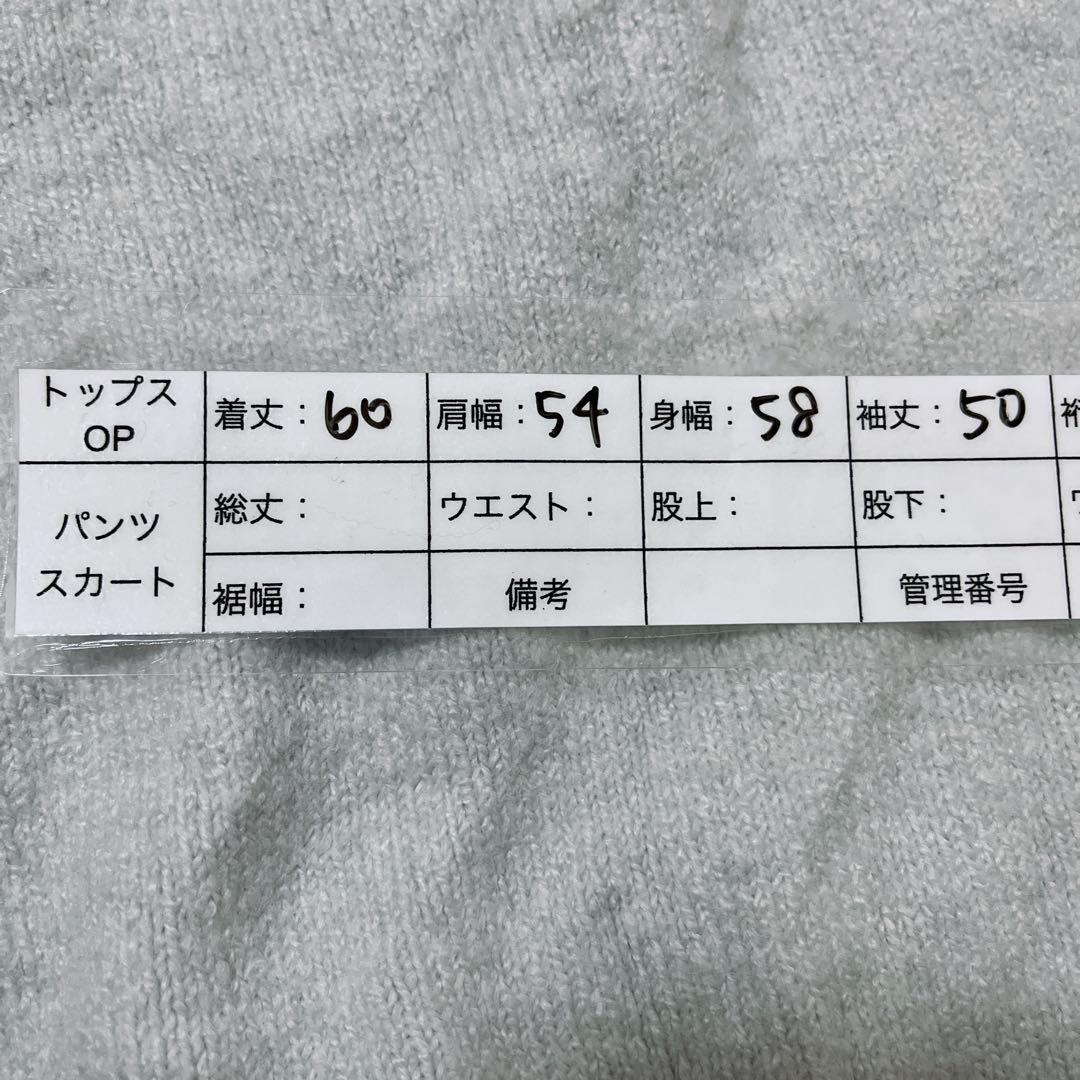 トップス OP 着丈：60 肩幅：54 身幅：58 袖丈：50
パンツ スカート 総丈： ウエスト： 股上： 股下：
裾幅： 備考 管理番号